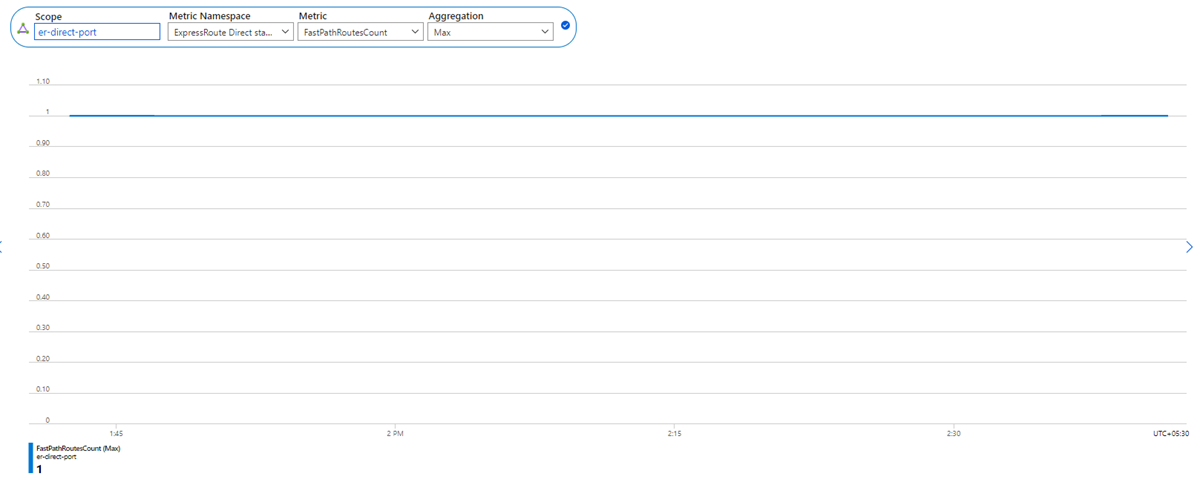 Scope Metric Namespace Metric Aggregation
er-direct-port ExpressRoute Direct sta... FastPathRoutesCount Max
1.10
1
0.90
0.80
0.70
0.60
0.50
0.40
0.30
0.20
0.10
0
1:45 2 PM 2:15 2:30 UTC+05:30
FastPathRoutesCount (Max)
er-direct-port
1